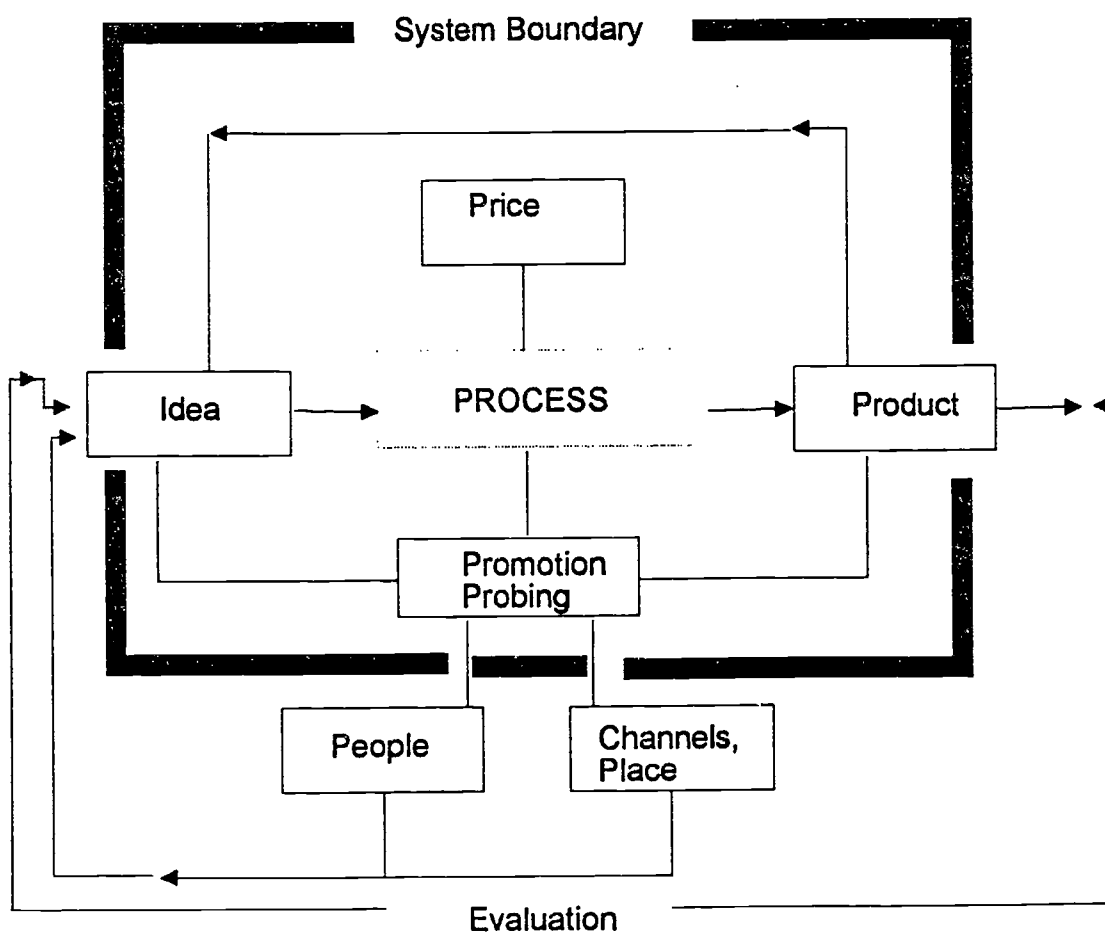 System Boundary
Price
Idea
PROCESS
Product
Promotion
Probing
People
Channels,
Place
Evaluation